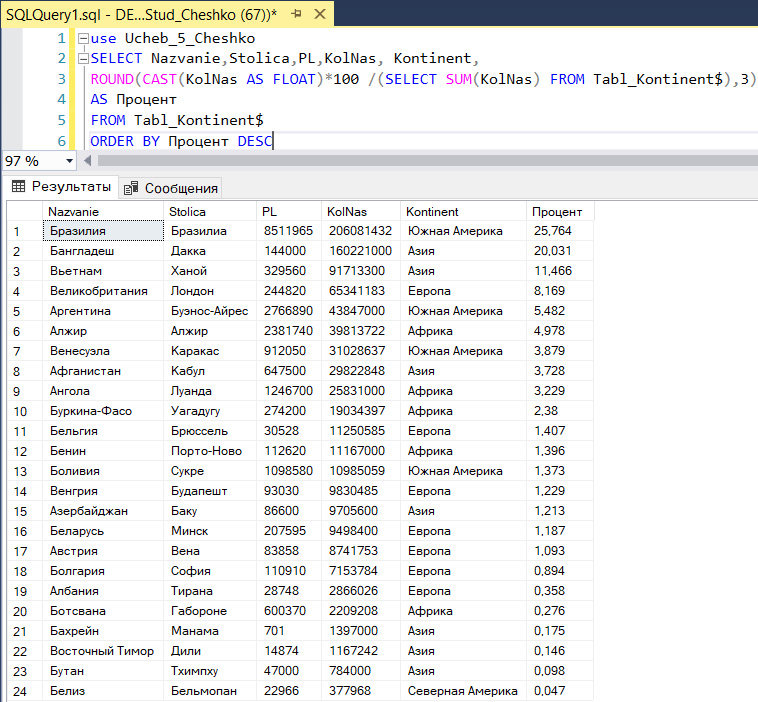 SQLQuery1.sql - DE...Stud_Cheshko (67))*
1 use Ucheb_5_Cheshko
2 SELECT Nazvanie,Stolica,PL,KolNas, Kontinent,
3 ROUND(CAST(KolNas AS FLOAT)*100 /(SELECT SUM(KolNas) FROM Tabl_Kontinent$),3)
4 AS Процент
5 FROM Tabl_Kontinent$
6 ORDER BY Процент DESC
97 %
Результаты Сообщения
Nazvanie Stolica PL KolNas Kontinent Процент
1 Бразилия Бразилиа 8511965 206081432 Южная Америка 25,764
2 Бангладеш Дакка 144000 160221000 Азия 20,031
3 Вьетнам Ханой 329560 91713300 Азия 11,466
4 Великобритания Лондон 244820 65341183 Европа 8,169
5 Аргентина Буэнос-Айрес 2766890 43847000 Южная Америка 5,482
6 Алжир Алжир 2381740 39813722 Африка 4,978
7 Венесуэла Каракас 912050 31028637 Южная Америка 3,879
8 Афганистан Кабул 647500 29822848 Азия 3,728
9 Ангола Луанда 1246700 25831000 Африка 3,229
10 Буркина-Фасо Уагадугу 274200 19034397 Африка 2,38
11 Бельгия Брюссель 30528 11250585 Европа 1,407
12 Бенин Порто-Ново 112620 11167000 Африка 1,396
13 Боливия Сукре 1098580 10985059 Южная Америка 1,373
14 Венгрия Будапешт 93030 9830485 Европа 1,229
15 Азербайджан Баку 86600 9705600 Азия 1,213
16 Беларусь Минск 207595 9498400 Европа 1,187
17 Австрия Вена 83858 8741753 Европа 1,093
18 Болгария София 110910 7153784 Европа 0,894
19 Албания Тирана 28748 2866026 Европа 0,358
20 Ботсвана Габороне 600370 2209208 Африка 0,276
21 Бахрейн Манама 701 1397000 Азия 0,175
22 Восточный Тимор Дили 14874 1167242 Азия 0,146
23 Бутан Тхимпху 47000 784000 Азия 0,098
24 Белиз Бельмопан 22966 377968 Северная Америка 0,047